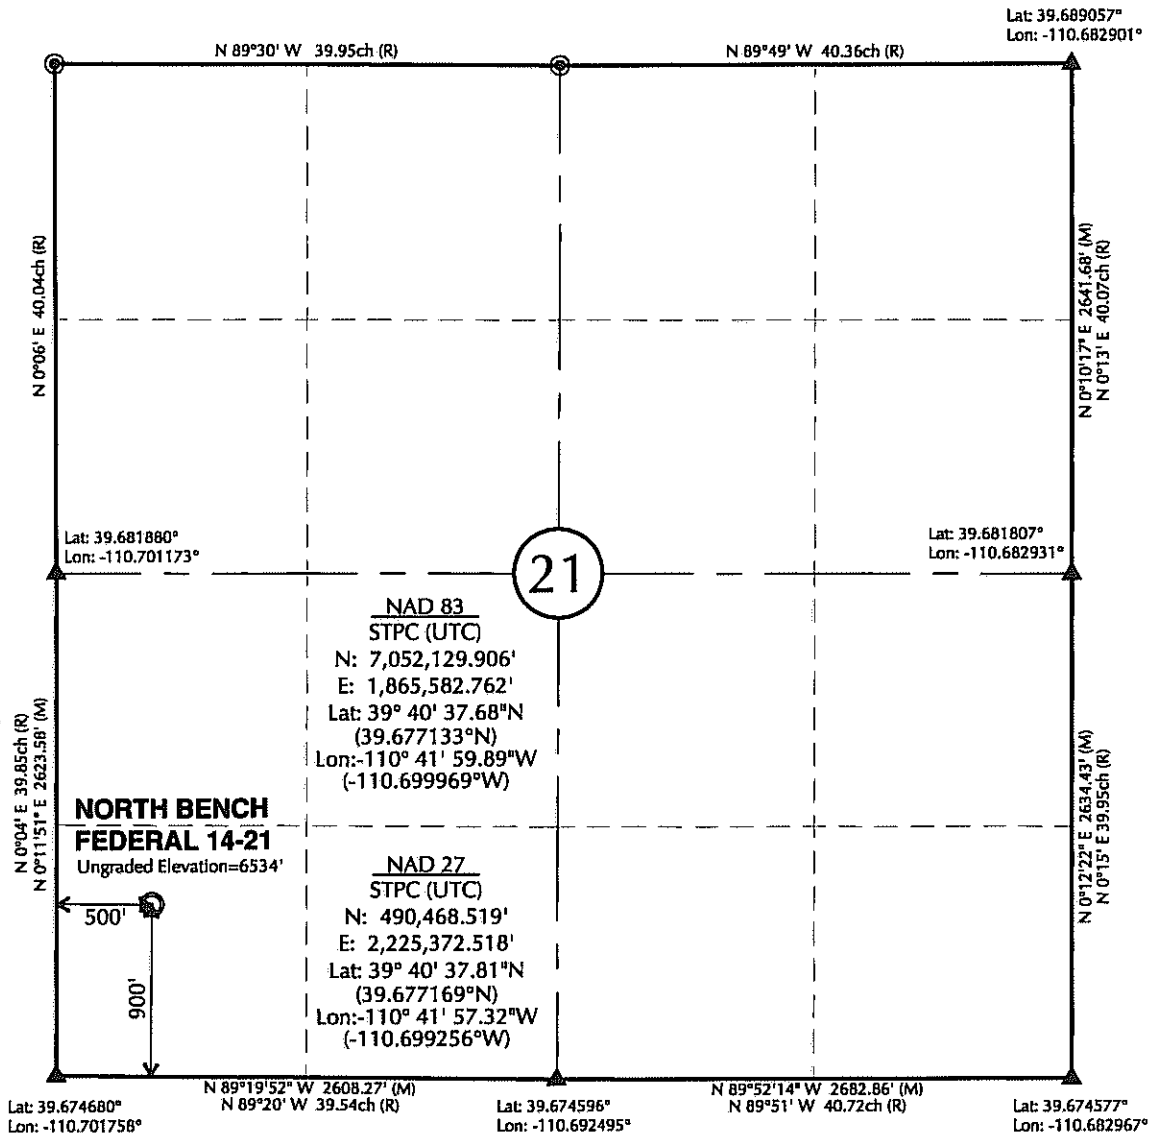 Lat: 39.689057°
Lon: -110.682901°
N 89°30' W 39.95ch (R)
N 89°49' W 40.36ch (R)
N 0°06' E 40.04ch (R)
N 0°10'17" E 2641.68' (M)
N 0°13' E 40.07ch (R)
Lat: 39.681880°
Lon: -110.701173°
Lat: 39.681807°
Lon: -110.682931°
21
NAD 83
STPC (UTC)
N: 7,052,129.906'
E: 1,865,582.762'
Lat: 39° 40' 37.68"N
(39.677133°N)
Lon:-110° 41' 59.89"W
(-110.699969°W)
N 0°04' E 39.85ch (R)
N 0°11'51" E 2623.58' (M)
NORTH BENCH
FEDERAL 14-21
Ungraded Elevation=6534'
500'
900'
NAD 27
STPC (UTC)
N: 490,468.519'
E: 2,225,372.518'
Lat: 39° 40' 37.81"N
(39.677169°N)
Lon:-110° 41' 57.32"W
(-110.699256°W)
N 0°12'22" E 2634.43' (M)
N 0°15' E 39.95ch (R)
N 89°19'52" W 2608.27' (M)
N 89°20' W 39.54ch (R)
N 89°52'14" W 2682.86' (M)
N 89°51' W 40.72ch (R)
Lat: 39.674680°
Lon: -110.701758°
Lat: 39.674596°
Lon: -110.692495°
Lat: 39.674577°
Lon: -110.682967°